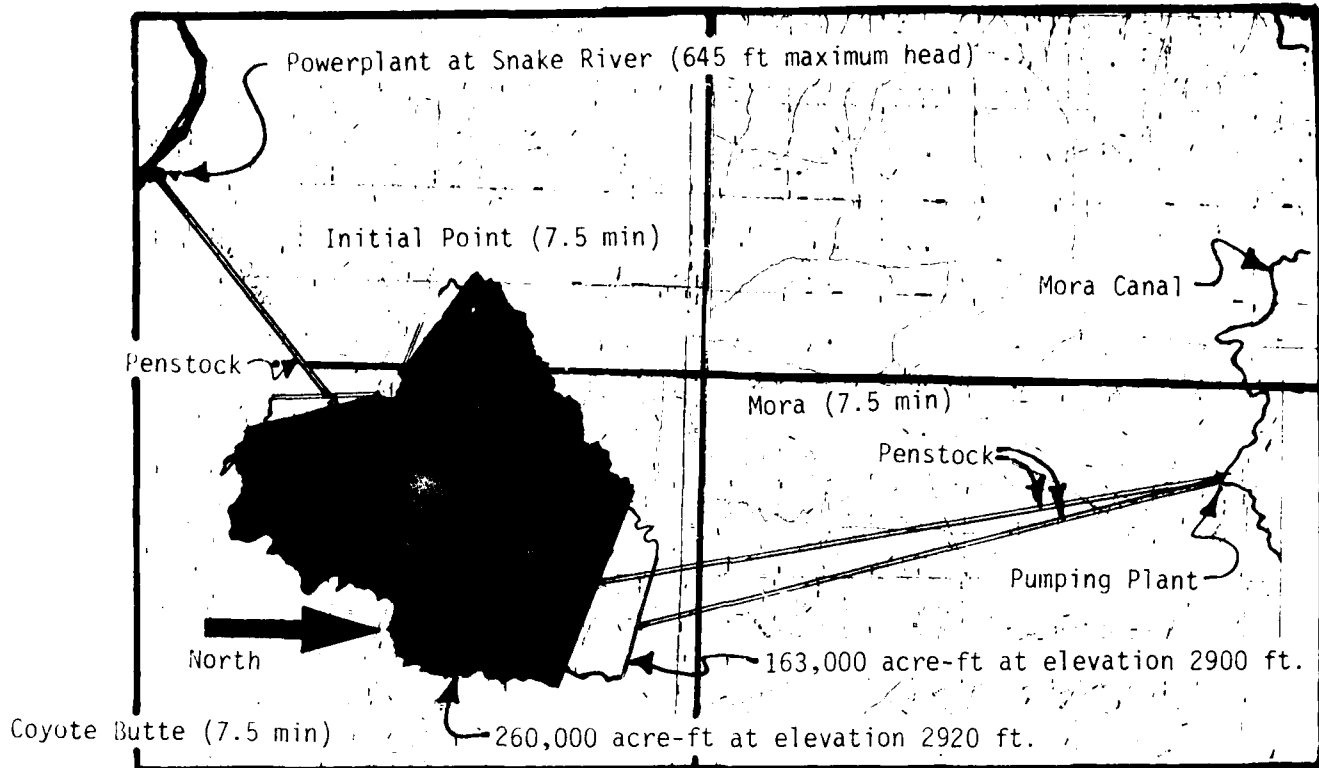 Powerplant at Snake River (645 ft maximum head)
Initial Point (7.5 min)
Mora Canal
Penstock
Mora (7.5 min)
Penstock
Pumping Plant
North
163,000 acre-ft at elevation 2900 ft.
Coyote Butte (7.5 min)
260,000 acre-ft at elevation 2920 ft.